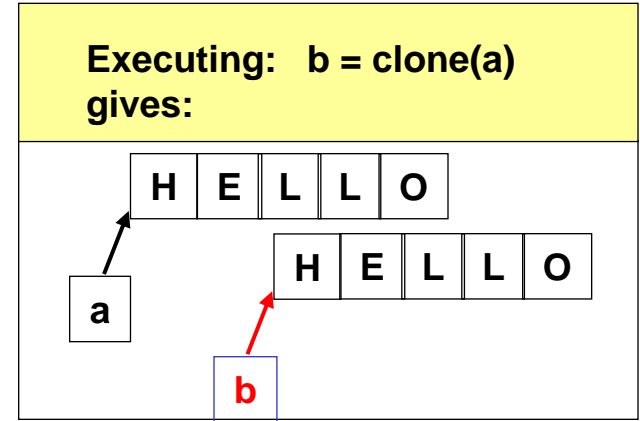 Executing: b = clone(a)
gives:
H E L L O
H E L L O
a
b